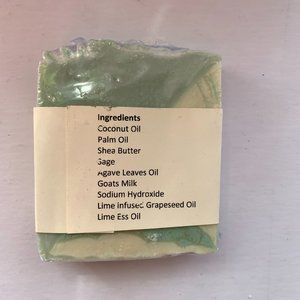 Ingredients
Coconut Oil
Palm Oil
Shea Butter
Sage
Agave Leaves Oil
Goats Milk
Sodium Hydroxide
Lime infused Grapeseed Oil
Lime Ess Oil